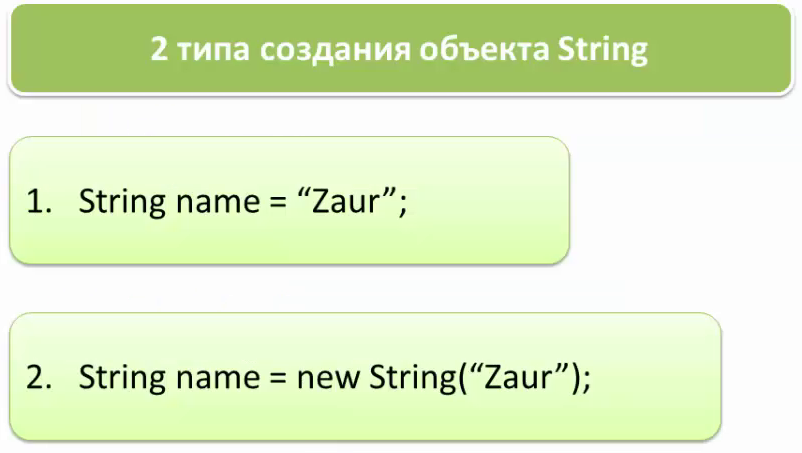 2 типа создания объекта String
1. String name = “Zaur”;
2. String name = new String(“Zaur”);